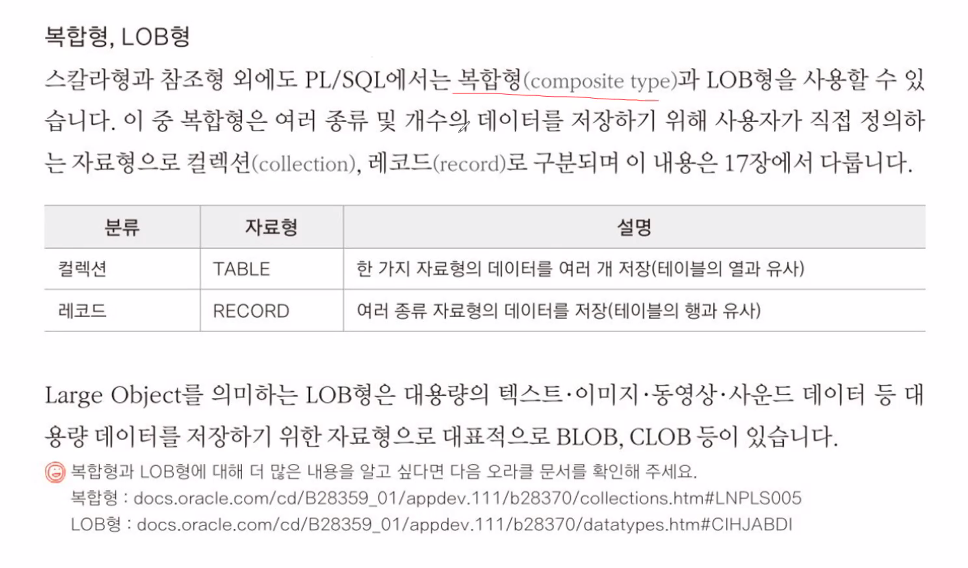 복합형, LOB형
스칼라형과 참조형 외에도 PL/SQL에서는 복합형(composite type)과 LOB형을 사용할 수 있
습니다. 이 중 복합형은 여러 종류 및 개수의 데이터를 저장하기 위해 사용자가 직접 정의하
는 자료형으로 컬렉션(collection), 레코드(record)로 구분되며 이 내용은 17장에서 다룹니다.
분류 자료형 설명
컬렉션 TABLE 한 가지 자료형의 데이터를 여러 개 저장(테이블의 열과 유사)
레코드 RECORD 여러 종류 자료형의 데이터를 저장(테이블의 행과 유사)
Large Object를 의미하는 LOB형은 대용량의 텍스트·이미지·동영상·사운드 데이터 등 대
용량 데이터를 저장하기 위한 자료형으로 대표적으로 BLOB, CLOB 등이 있습니다.
복합형과 LOB형에 대해 더 많은 내용을 알고 싶다면 다음 오라클 문서를 확인해 주세요.
복합형 : docs.oracle.com/cd/B28359_01/appdev.111/b28370/collections.htm#LNPLS005
LOB형 : docs.oracle.com/cd/B28359_01/appdev.111/b28370/datatypes.htm#CIHJABDI